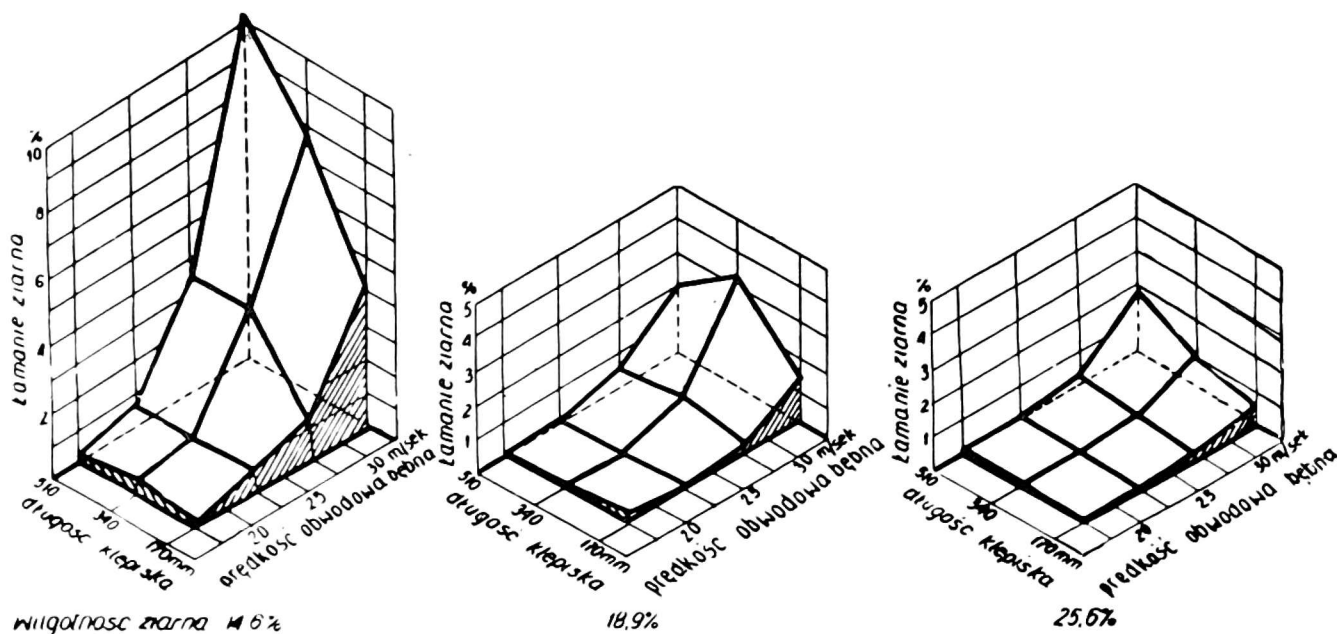 %
10
8
6
4
2
Łamanie ziarna
510
340
170mm
długość klepiska
20
25
30 m/sek
prędkość obwodowa bębna
wilgotność ziarna 14,6%
%
5
4
3
2
1
Łamanie ziarna
510
340
170mm
długość klepiska
20
25
30 m/sek
prędkość obwodowa bębna
18,9%
%
5
4
3
2
1
Łamanie ziarna
510
340
170mm
długość klepiska
20
25
30 m/sek
prędkość obwodowa bębna
25,6%